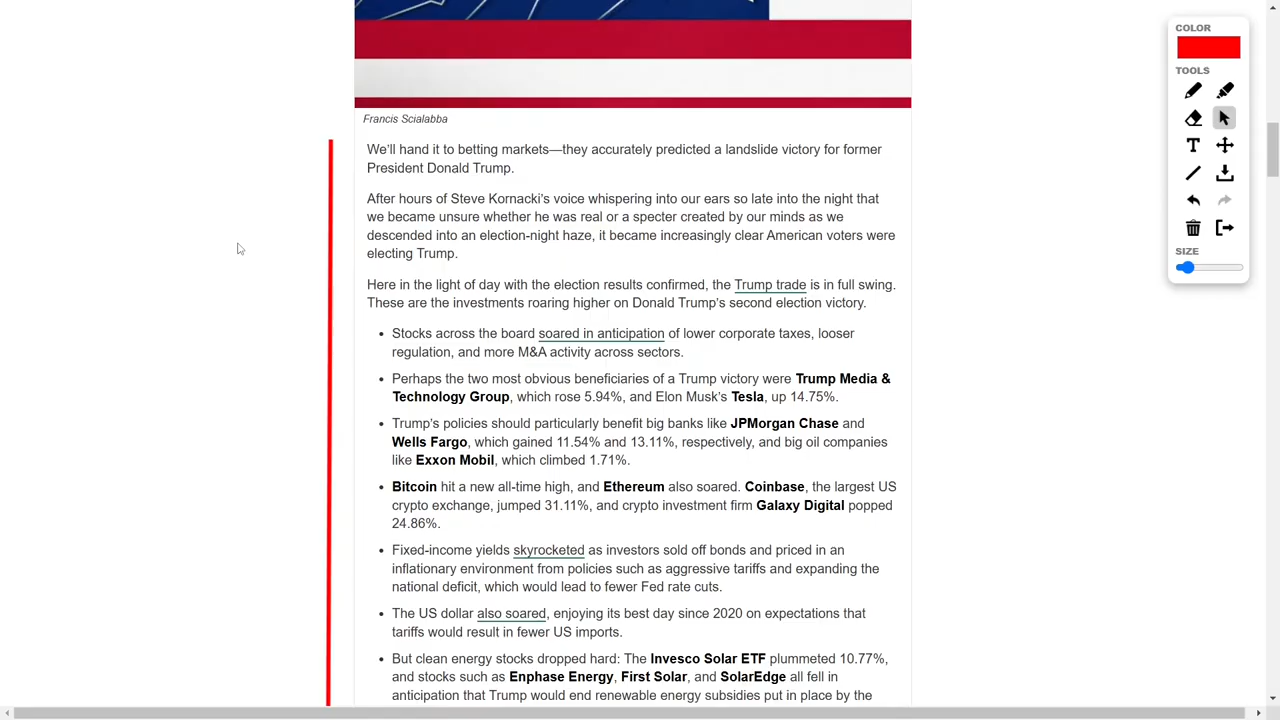 COLOR
TOOLS
SIZE
Francis Scialabba
We'll hand it to betting markets—they accurately predicted a landslide victory for former
President Donald Trump.
After hours of Steve Kornacki's voice whispering into our ears so late into the night that
we became unsure whether he was real or a specter created by our minds as we
descended into an election-night haze, it became increasingly clear American voters were
electing Trump.
Here in the light of day with the election results confirmed, the Trump trade is in full swing.
These are the investments roaring higher on Donald Trump's second election victory.
• Stocks across the board soared in anticipation of lower corporate taxes, looser
regulation, and more M&A activity across sectors.
• Perhaps the two most obvious beneficiaries of a Trump victory were Trump Media &
Technology Group, which rose 5.94%, and Elon Musk's Tesla, up 14.75%.
• Trump's policies should particularly benefit big banks like JPMorgan Chase and
Wells Fargo, which gained 11.54% and 13.11%, respectively, and big oil companies
like Exxon Mobil, which climbed 1.71%.
• Bitcoin hit a new all-time high, and Ethereum also soared. Coinbase, the largest US
crypto exchange, jumped 31.11%, and crypto investment firm Galaxy Digital popped
24.86%.
• Fixed-income yields skyrocketed as investors sold off bonds and priced in an
inflationary environment from policies such as aggressive tariffs and expanding the
national deficit, which would lead to fewer Fed rate cuts.
• The US dollar also soared, enjoying its best day since 2020 on expectations that
tariffs would result in fewer US imports.
• But clean energy stocks dropped hard: The Invesco Solar ETF plummeted 10.77%,
and stocks such as Enphase Energy, First Solar, and SolarEdge all fell in
anticipation that Trump would end renewable energy subsidies put in place by the